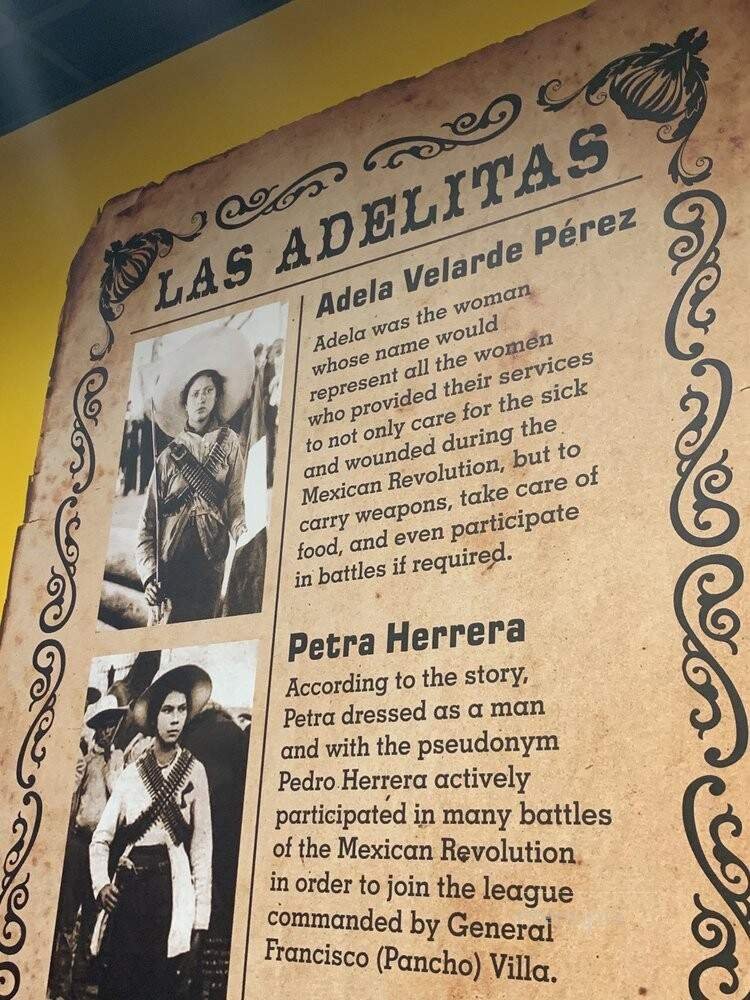 LAS ADELITAS
Adela Velarde Pérez
Adela was the woman
whose name would
represent all the women
who provided their services
to not only care for the sick
and wounded during the
Mexican Revolution, but to
carry weapons, take care of
food, and even participate
in battles if required.
Petra Herrera
According to the story,
Petra dressed as a man
and with the pseudonym
Pedro Herrera actively
participated in many battles
of the Mexican Revolution
in order to join the league
commanded by General
Francisco (Pancho) Villa.